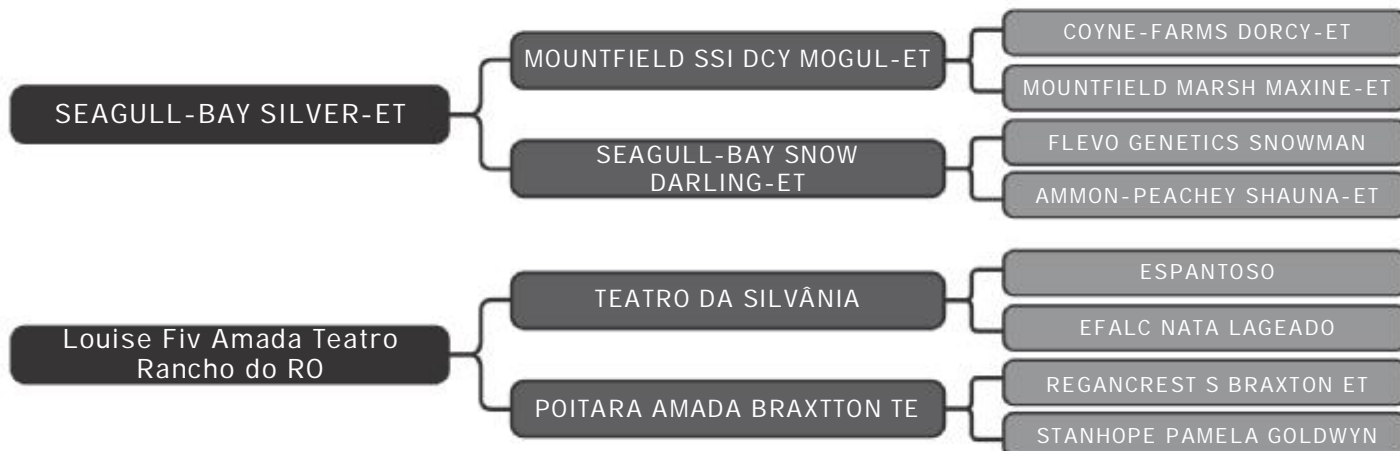 SEAGULL-BAY SILVER-ET
MOUNTFIELD SSI DCY MOGUL-ET
COYNE-FARMS DORCY-ET
MOUNTFIELD MARSH MAXINE-ET
SEAGULL-BAY SNOW
DARLING-ET
FLEVO GENETICS SNOWMAN
AMMON-PEACHEY SHAUNA-ET
Louise Fiv Amada Teatro
Rancho do RO
TEATRO DA SILVÂNIA
ESPANTOSO
EFALC NATA LAGEADO
POITARA AMADA BRAXTTON TE
REGANCREST S BRAXTON ET
STANHOPE PAMELA GOLDWYN